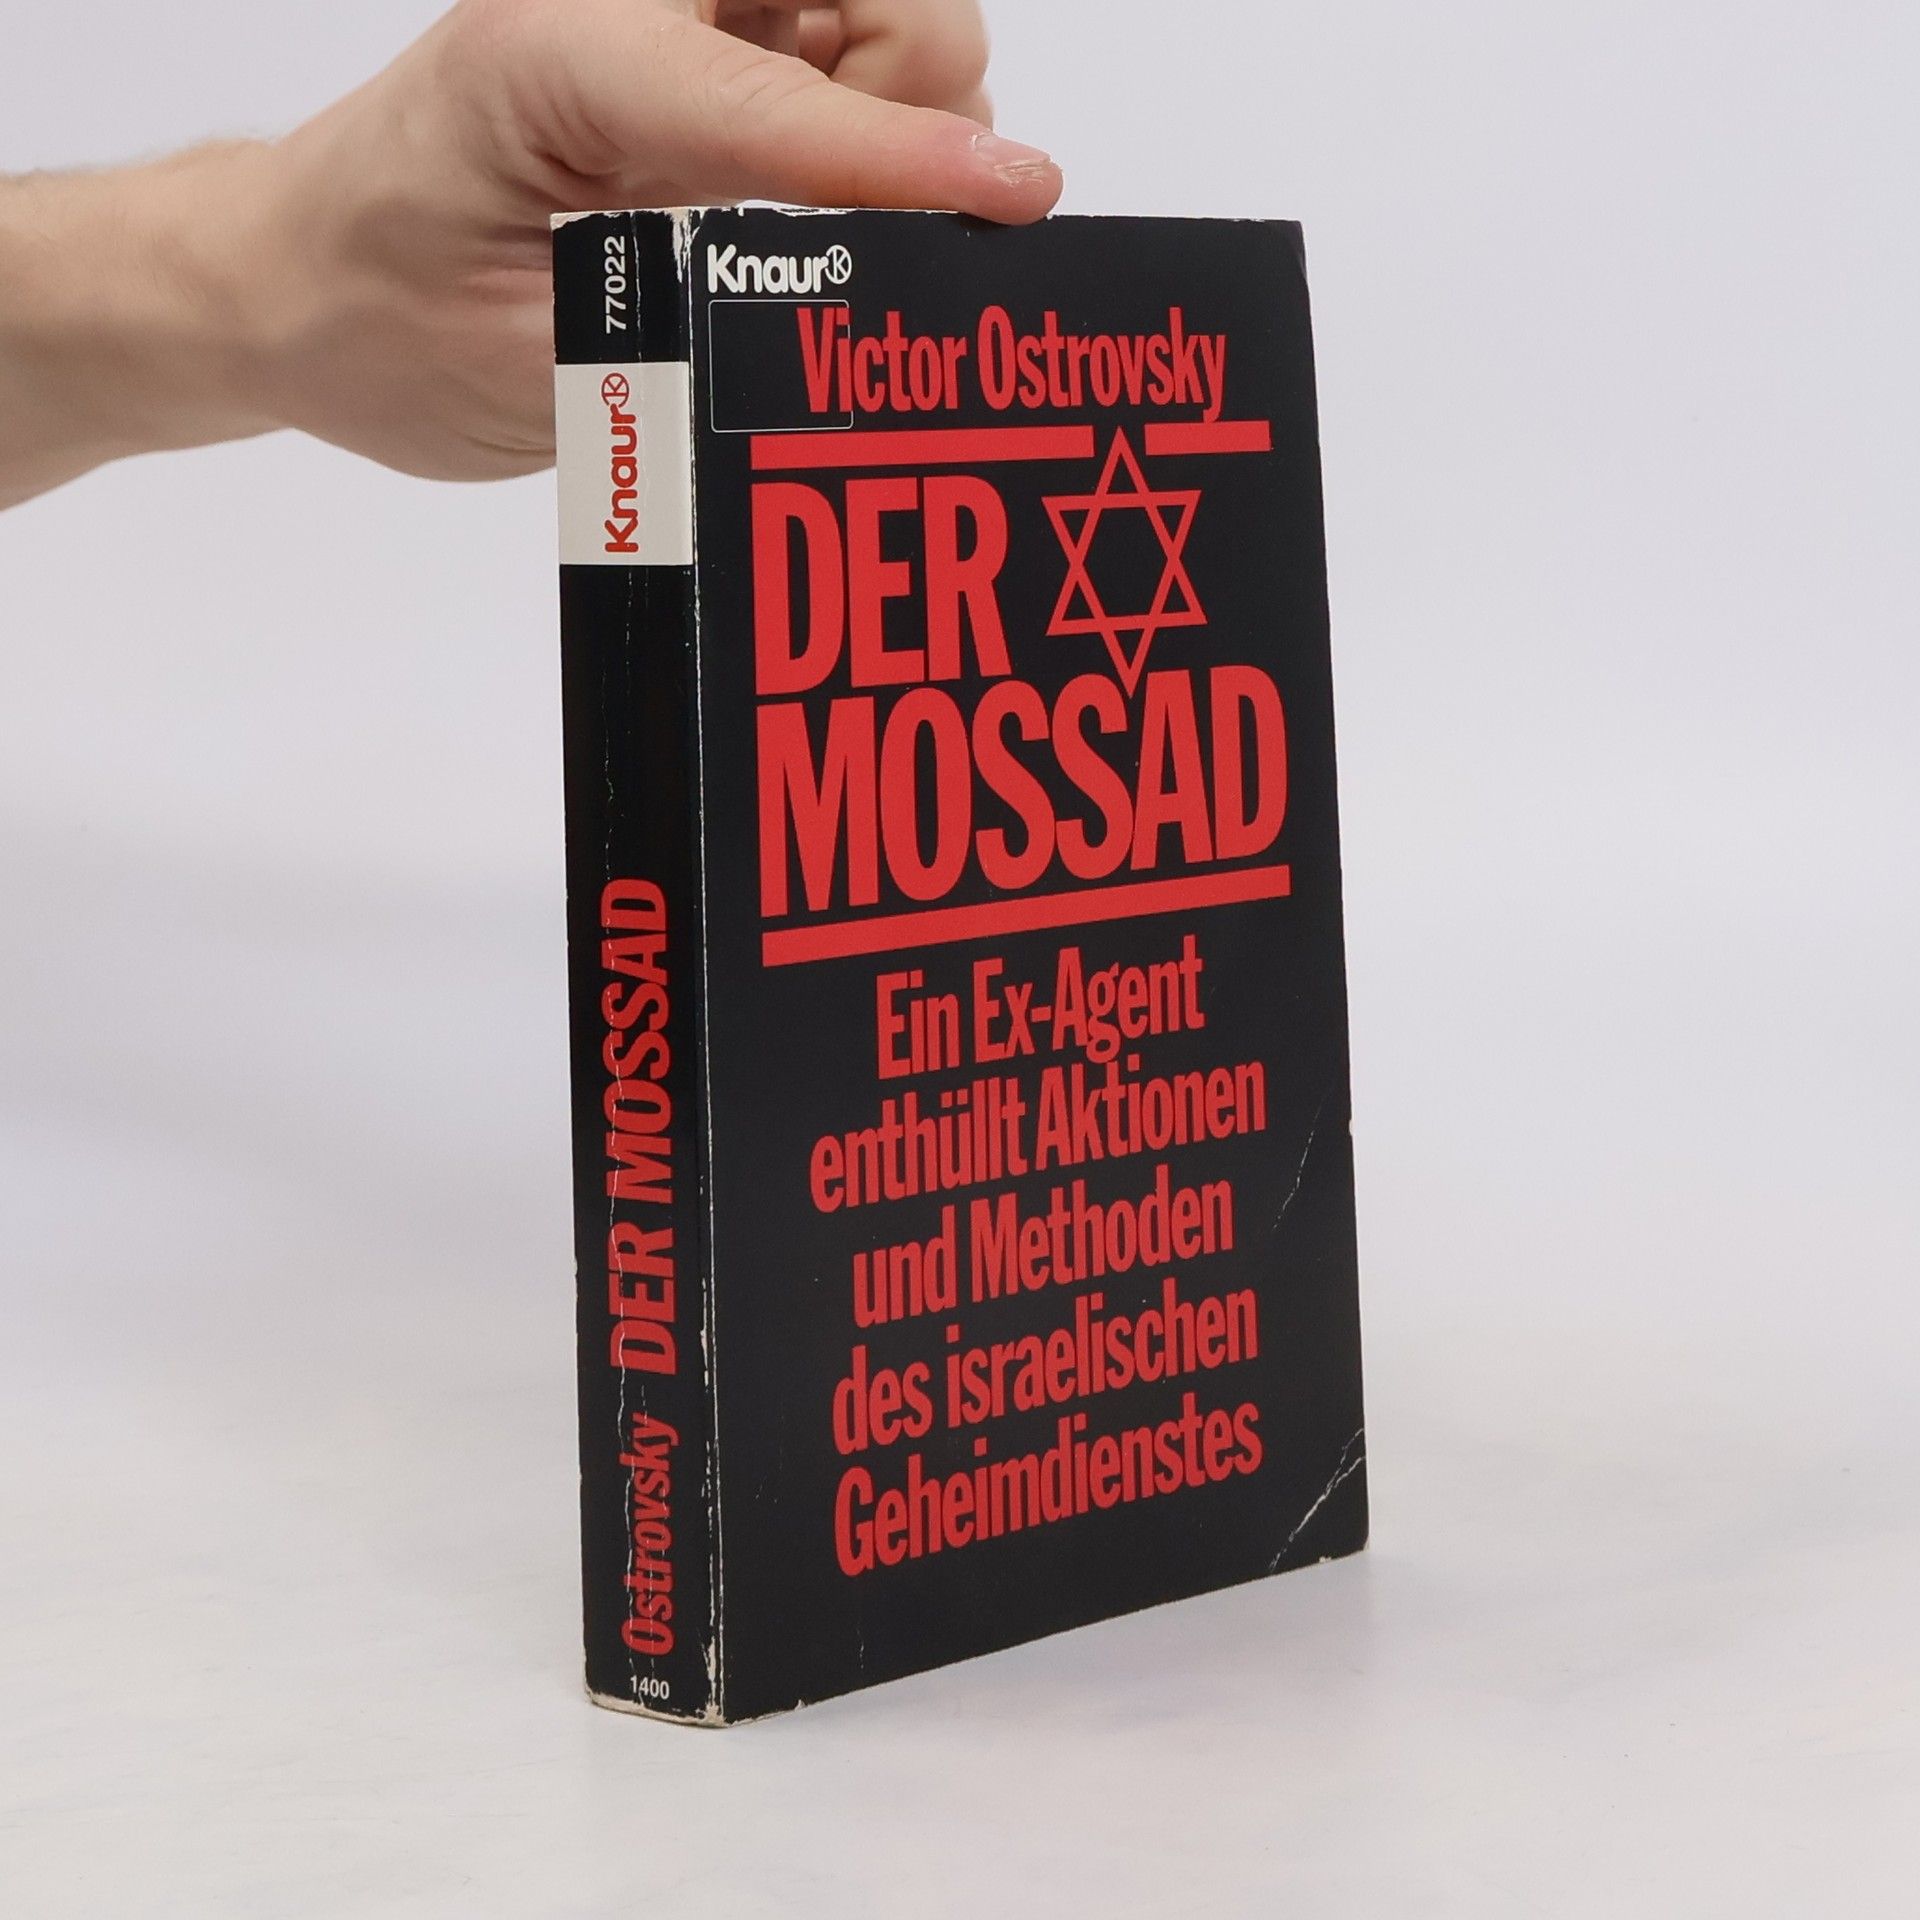 77022
Knaur
Ostrovsky DER MOSSAD
1400
Knaur
Victor Ostrovsky
DER
MOSSAD
Ein Ex-Agent
enthüllt Aktionen
und Methoden
des israelischen
Geheimdienstes